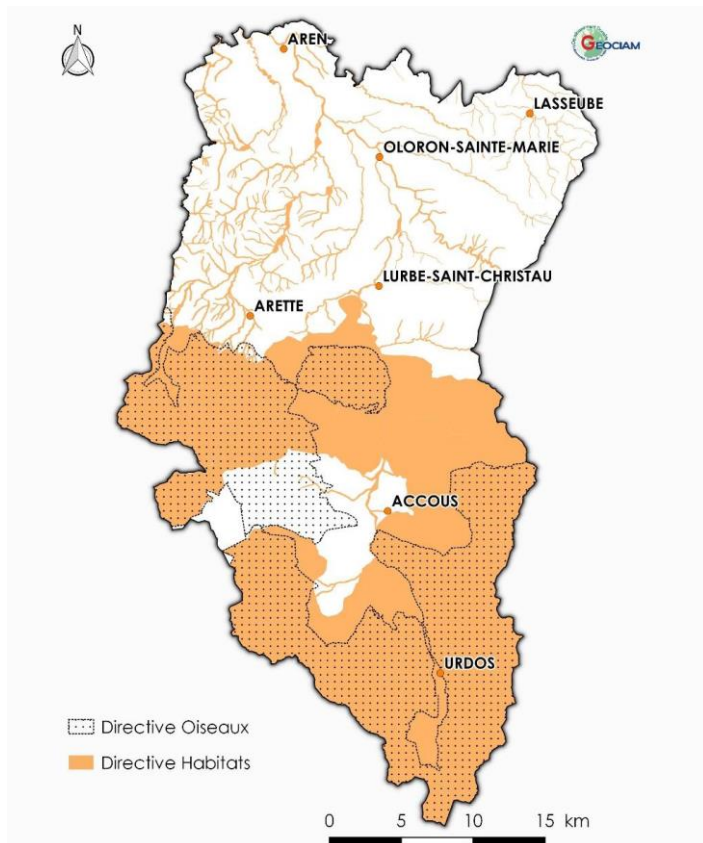 N
AREN
GEOCIAM
LASSEUBE
OLORON-SAINTE-MARIE
LURBE-SAINT-CHRISTAU
ARETTE
ACCOUS
URDOS
Directive Oiseaux
Directive Habitats
0 5 10 15 km